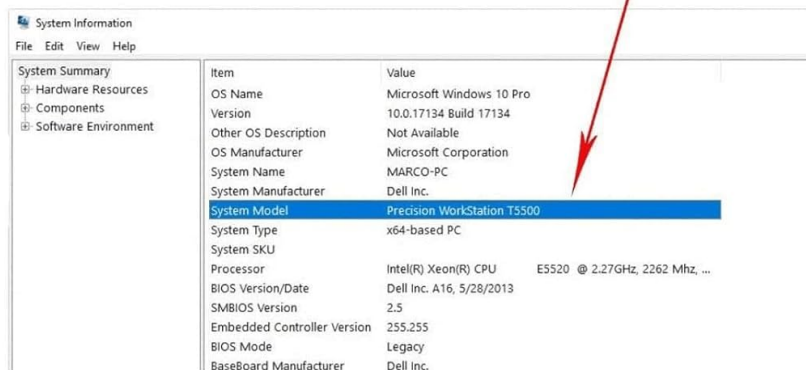 System Information
File Edit View Help
System Summary
Hardware Resources
Components
Software Environment
Item Value
OS Name Microsoft Windows 10 Pro
Version 10.0.17134 Build 17134
Other OS Description Not Available
OS Manufacturer Microsoft Corporation
System Name MARCO-PC
System Manufacturer Dell Inc.
System Model Precision WorkStation T5500
System Type x64-based PC
System SKU
Processor Intel(R) Xeon(R) CPU E5520 @ 2.27GHz, 2262 Mhz, ...
BIOS Version/Date Dell Inc. A16, 5/28/2013
SMBIOS Version 2.5
Embedded Controller Version 255.255
BIOS Mode Legacy
BaseBoard Manufacturer Dell Inc.